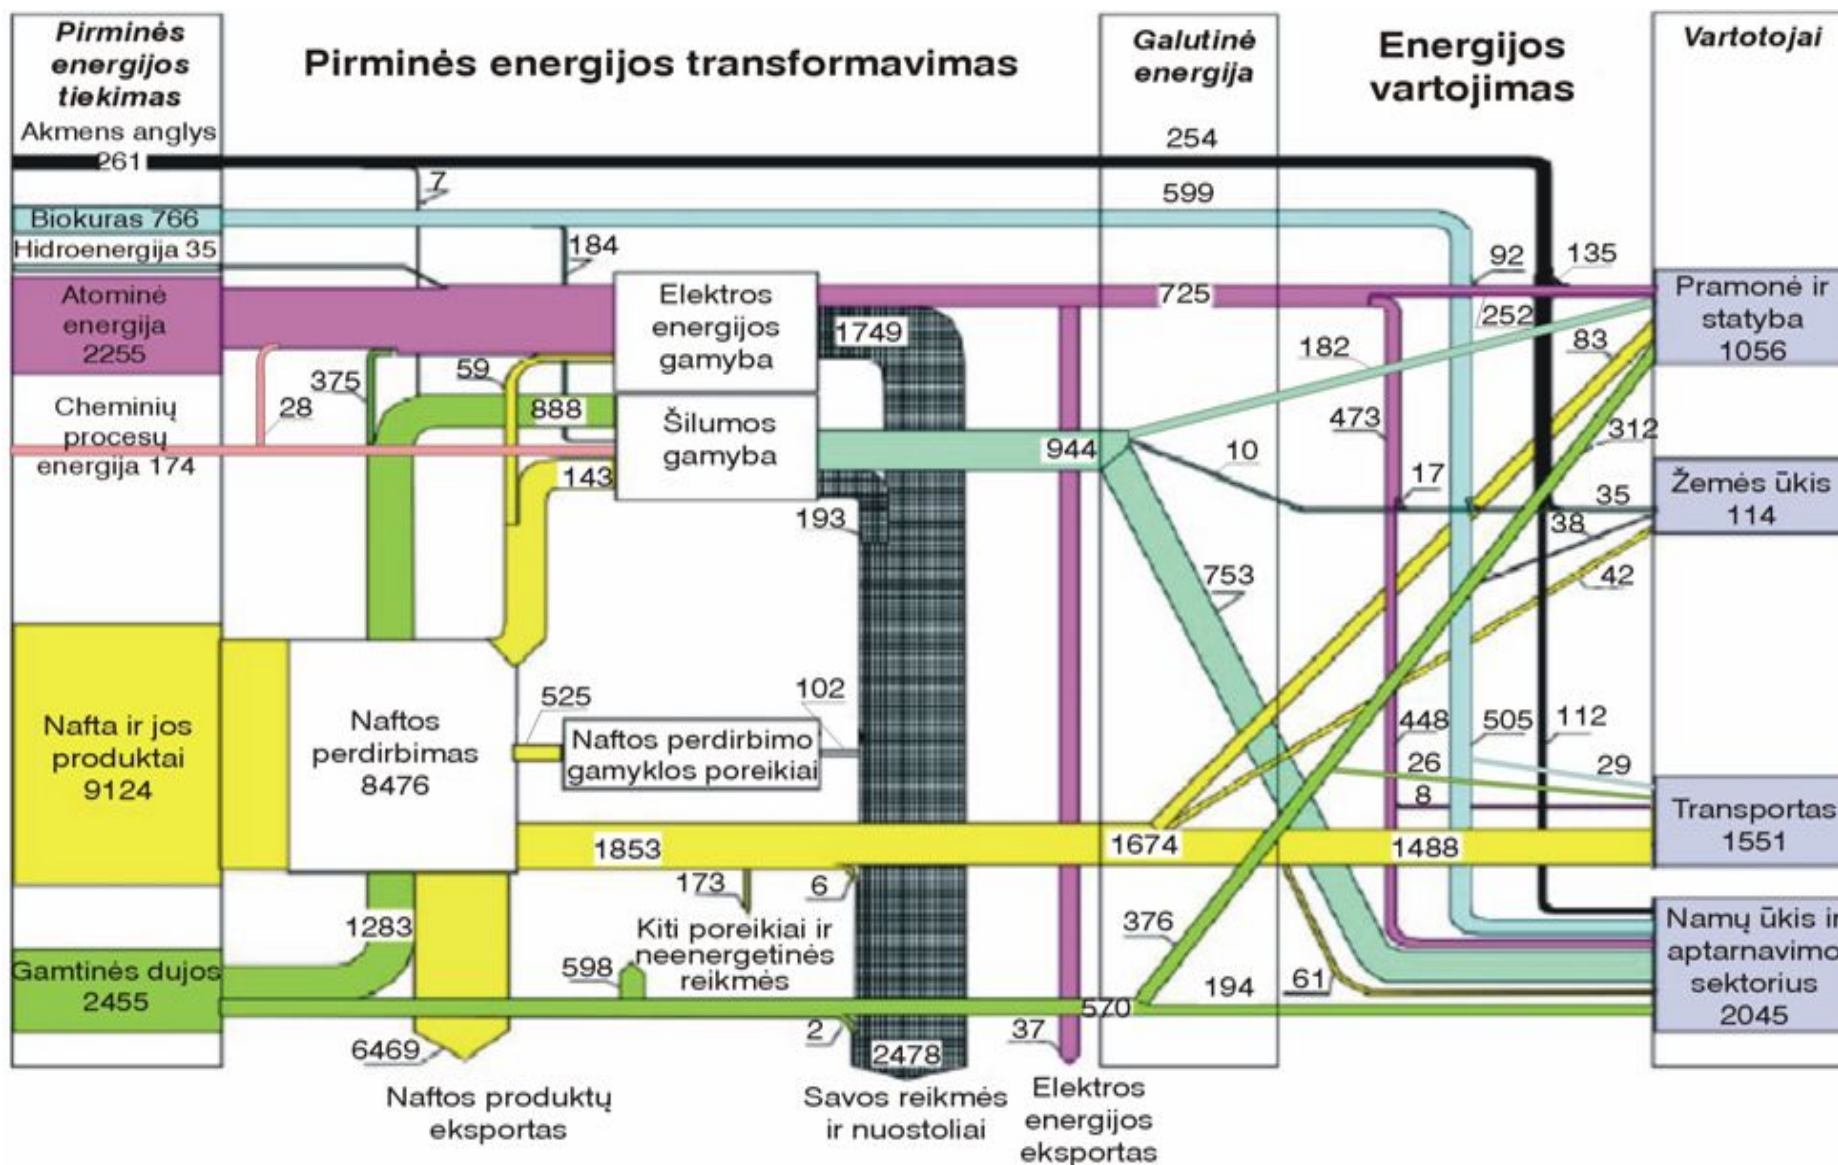 Pirminės
energijos
tiekimas
Pirminės energijos transformavimas
Galutinė
energija
Energijos
vartojimas
Vartotojai
Akmens anglys
261
254
7
599
Biokuras 766
Hidroenergija 35
184
92
135
Atominė
energija
2255
Elektros
energijos
gamyba
725
1749
252
Pramonė ir
statyba
1056
182
83
59
375
28
888
Cheminių
procesų
energija 174
Šilumos
gamyba
944
473
312
10
17
143
193
35
38
Žemės ūkis
114
753
42
Nafta ir jos
produktai
9124
Naftos
perdirbimas
8476
525
102
Naftos perdirbimo
gamyklos poreikiai
448
505
112
26
29
8
Transportas
1551
1853
1674
1488
173
6
1283
Kiti poreikiai ir
neenergetinės
reikmės
376
Gamtinės dujos
2455
598
570
194
61
Namų ūkis ir
aptarnavimo
sektorius
2045
2
37
6469
2478
Naftos produktų
eksportas
Savos reikmės
ir nuostoliai
Elektros
energijos
eksportas